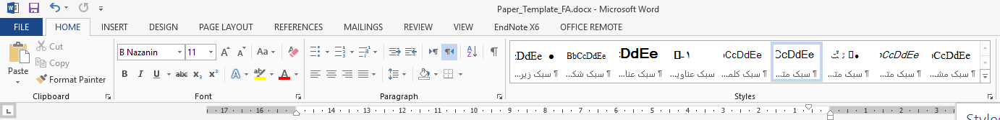 Paper_Template_FA.docx - Microsoft Word
FILE HOME INSERT DESIGN PAGE LAYOUT REFERENCES MAILINGS REVIEW VIEW EndNote X6 OFFICE REMOTE
Paste
Cut
Copy
Format Painter
Clipboard
B Nazanin 11
B I U abc x₂ x² A ab A
Font
Paragraph
DdEe • BbCcDdEe DdEe ـ١ CcDdEe CcDdEe CcDdEe CcDdEe
سبک زیر... ¶ سبک شک... ¶ سبک عنا... ¶ سبک عناوی... سبک کلم... ¶ سبک مت... ¶ سبک مت... ¶ سبک مت... ¶ سبک مش... ¶
Styles
17 16 14 13 12 11 10 9 8 7 6 5 4 3 2 1 1 2 3
Styles